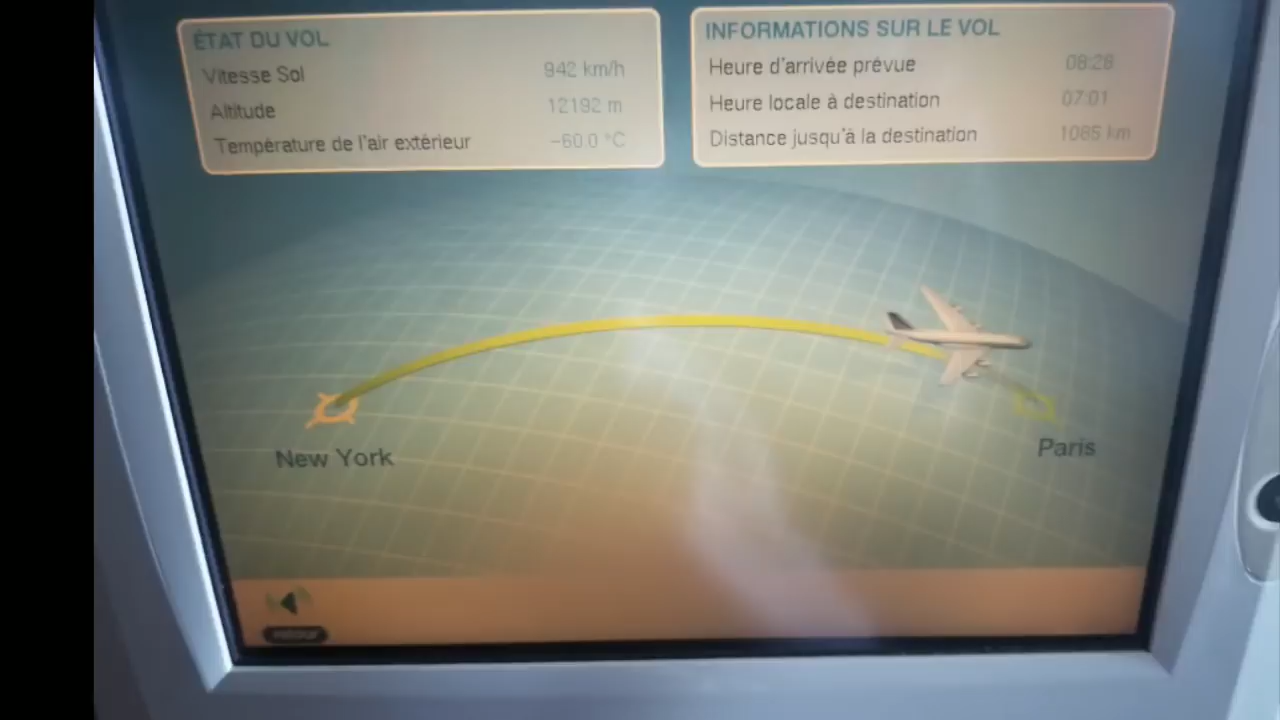 ÉTAT DU VOL
Vitesse Sol 942 km/h
Altitude 12192 m
Température de l'air extérieur -60.0 °C
INFORMATIONS SUR LE VOL
Heure d'arrivée prévue 08:28
Heure locale à destination 07:01
Distance jusqu'à la destination 1085 km
New York
Paris
retour